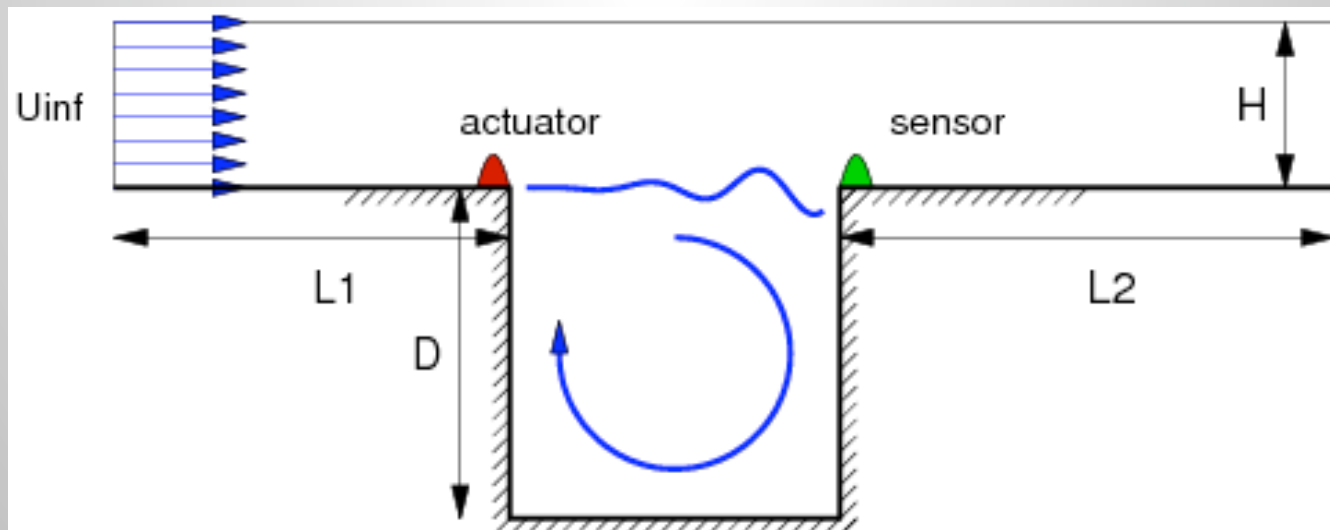 Uinf
actuator
sensor
H
L1
L2
D